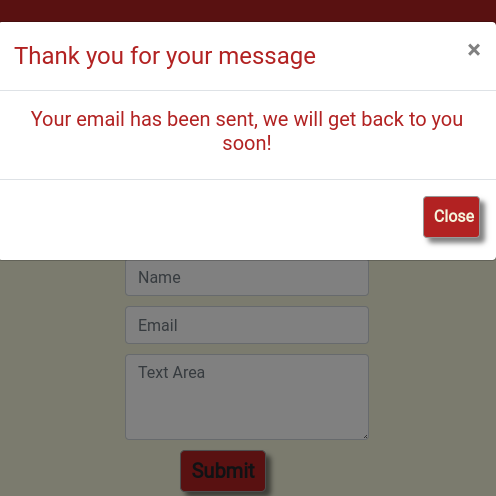 Thank you for your message
×
Your email has been sent, we will get back to you
soon!
Close
Name
Email
Text Area
Submit